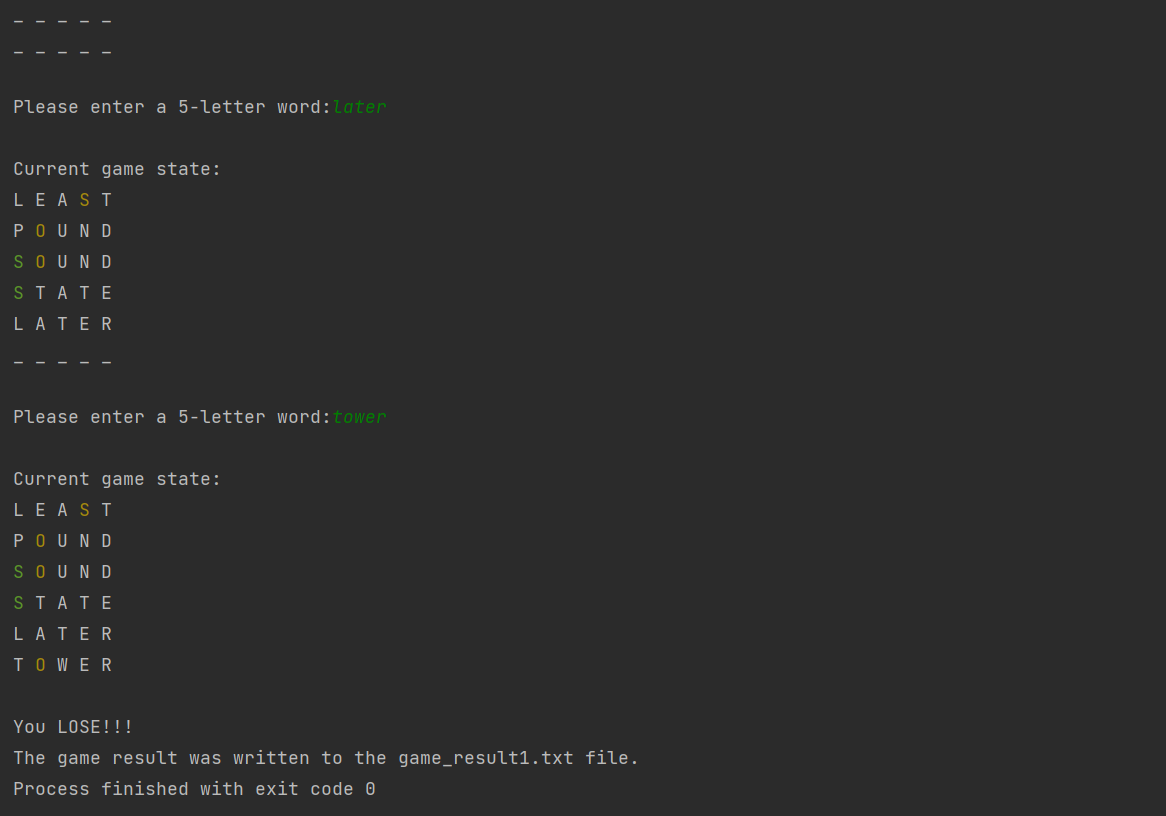 _ _ _ _ _
_ _ _ _ _
Please enter a 5-letter word:later
Current game state:
L E A S T
P O U N D
S O U N D
S T A T E
L A T E R
_ _ _ _ _
Please enter a 5-letter word:tower
Current game state:
L E A S T
P O U N D
S O U N D
S T A T E
L A T E R
T O W E R
You LOSE!!!
The game result was written to the game_result1.txt file.
Process finished with exit code 0